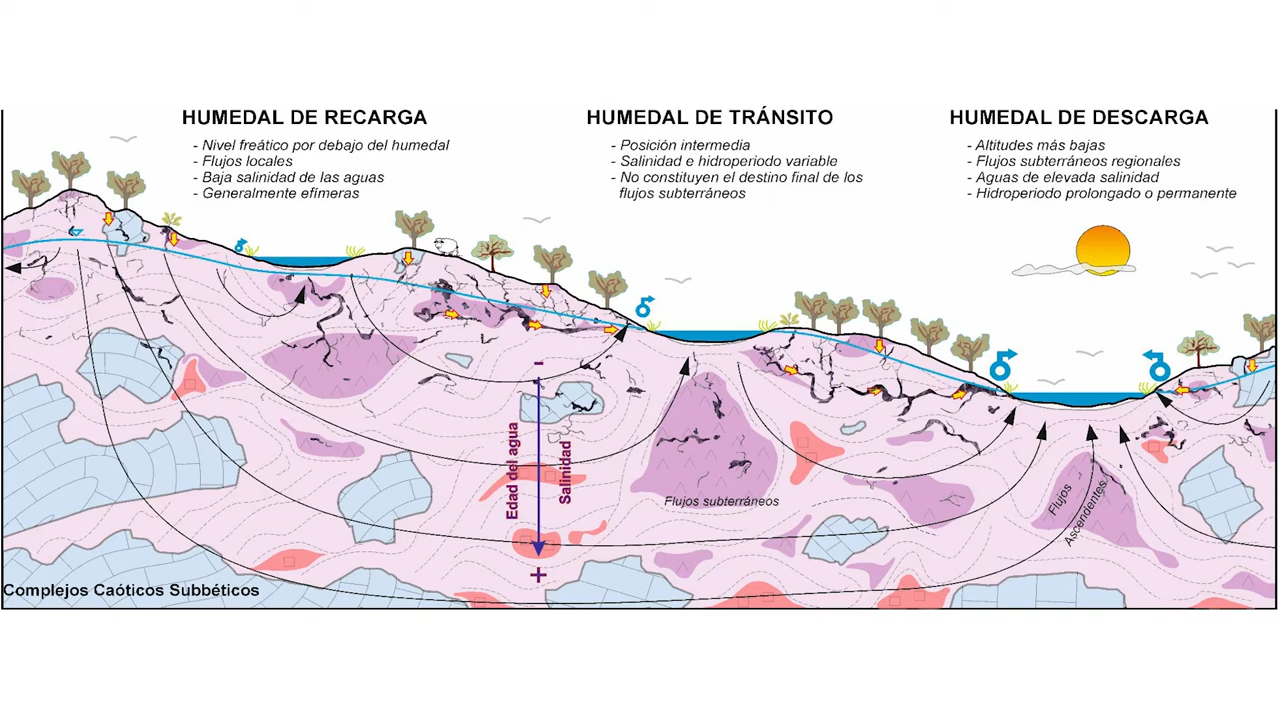 HUMEDAL DE RECARGA
- Nivel freático por debajo del humedal
- Flujos locales
- Baja salinidad de las aguas
- Generalmente efímeras
HUMEDAL DE TRÁNSITO
- Posición intermedia
- Salinidad e hidroperiodo variable
- No constituyen el destino final de los
flujos subterráneos
HUMEDAL DE DESCARGA
- Altitudes más bajas
- Flujos subterráneos regionales
- Aguas de elevada salinidad
- Hidroperiodo prolongado o permanente
-
Edad del agua
Salinidad
+
Flujos subterráneos
Flujos
Ascendentes
Complejos Caóticos Subbéticos